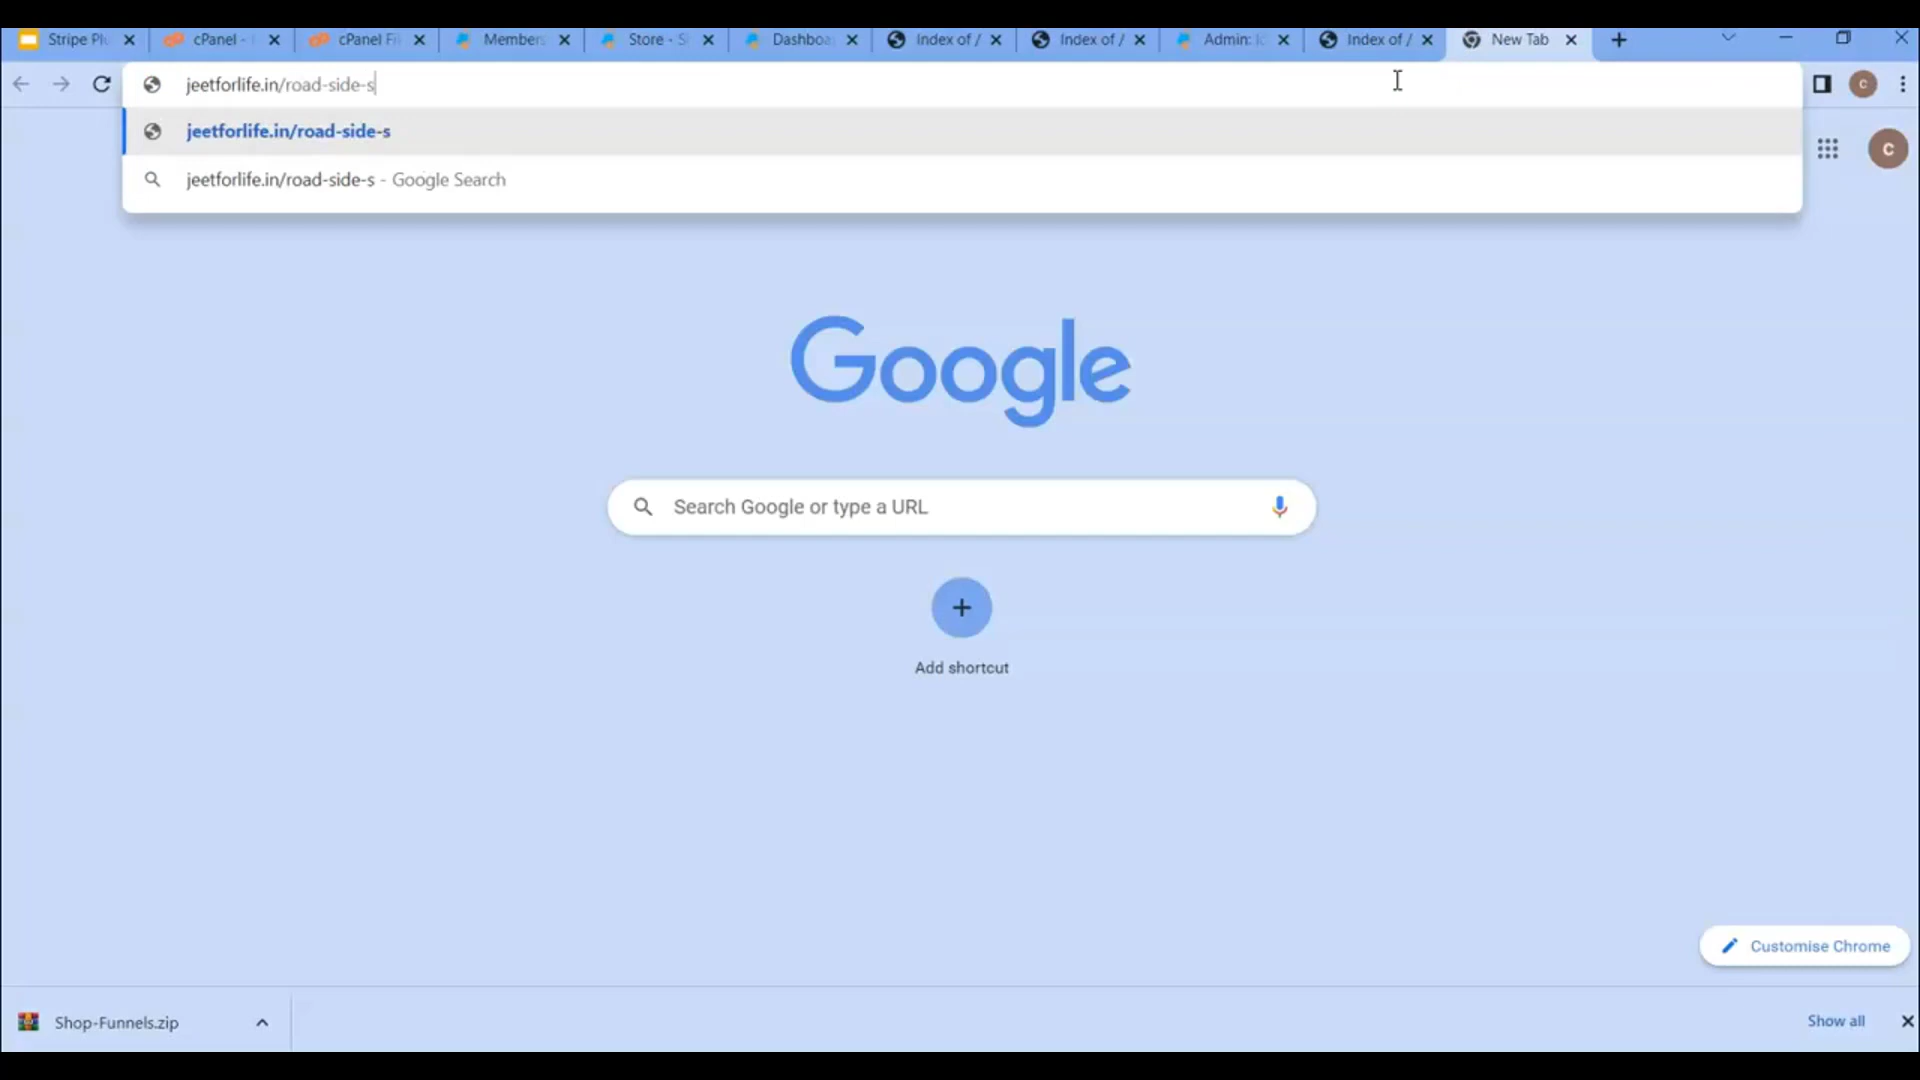 Stripe Plu
cPanel -
cPanel Fi
Members
Store - S
Dashboa
Index of /
Index of /
Admin:
Index of /
New Tab
jeetforlife.in/road-side-s
jeetforlife.in/road-side-s
jeetforlife.in/road-side-s - Google Search
C
C
Google
Search Google or type a URL
Add shortcut
Customise Chrome
Shop-Funnels.zip
Show all